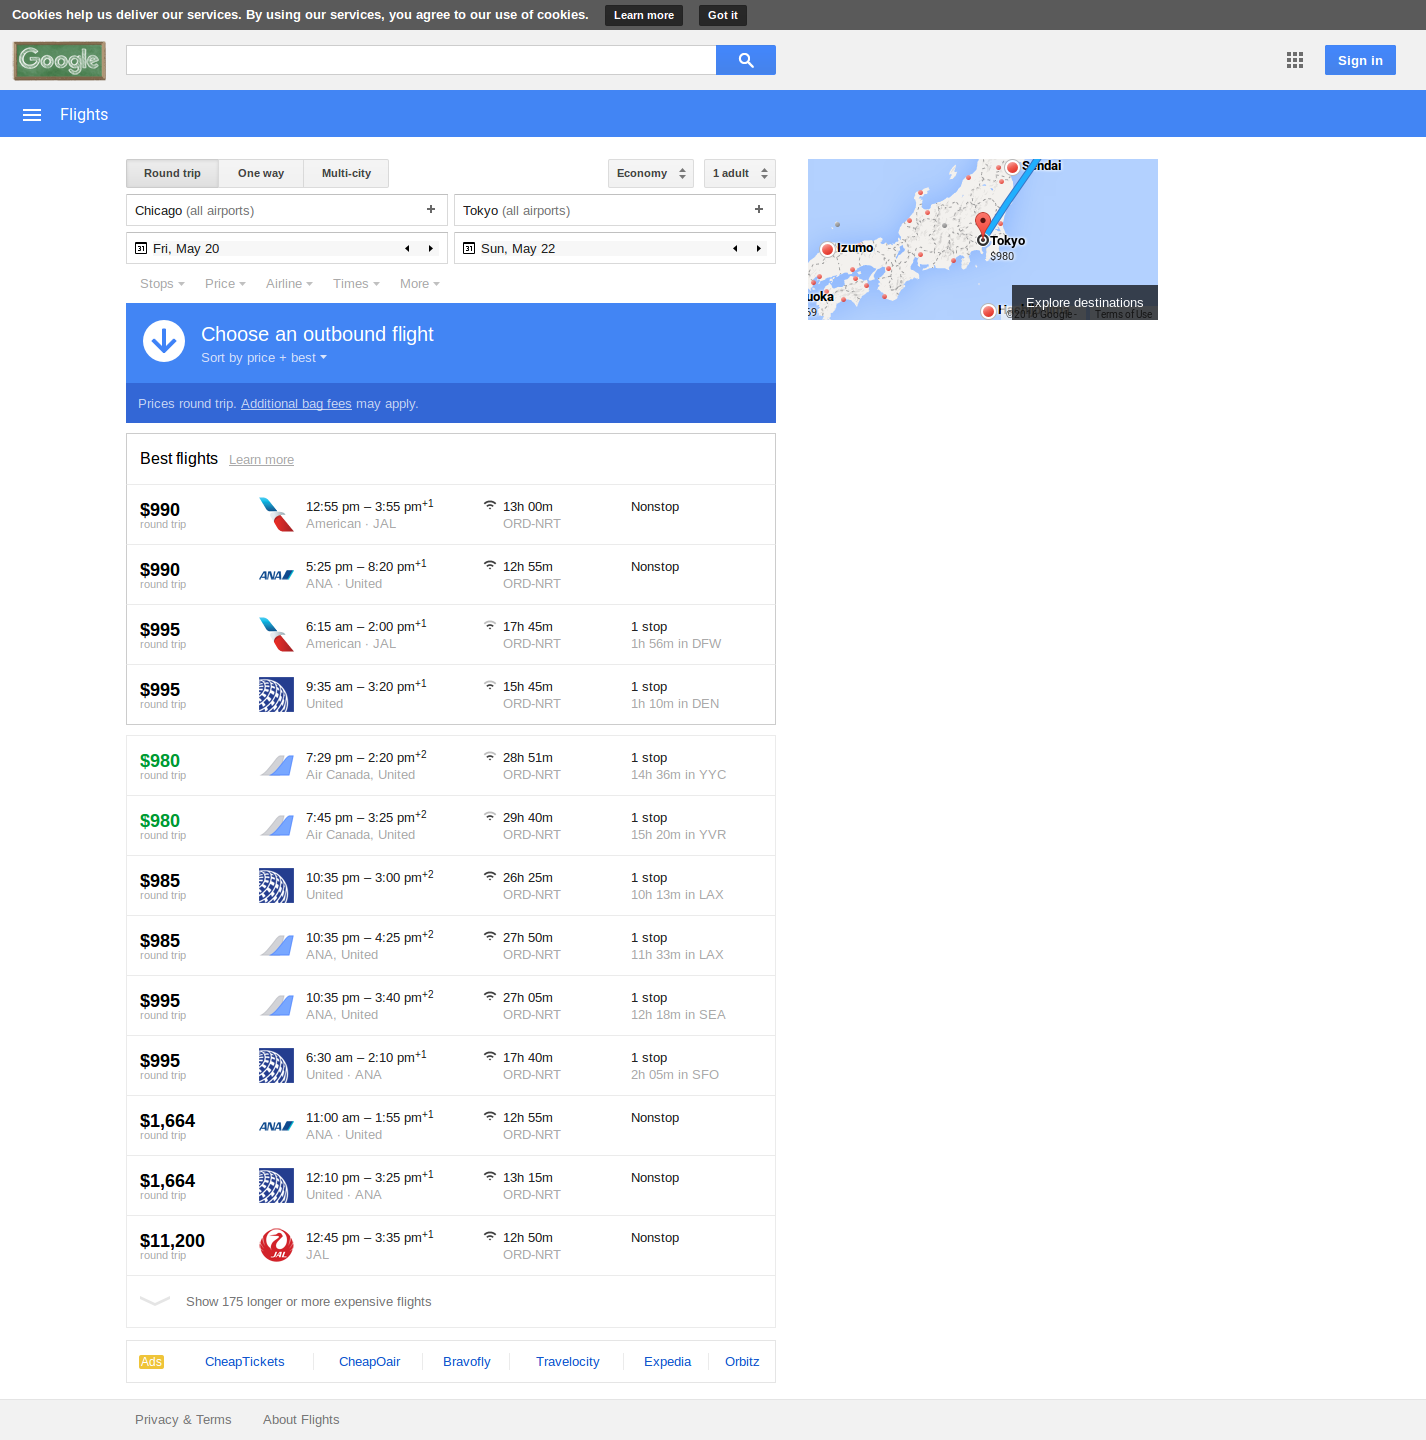 Cookies help us deliver our services. By using our services, you agree to our use of cookies. Learn more Got it
Google
Sign in
Flights
Round trip One way Multi-city Economy 1 adult
Chicago (all airports) Tokyo (all airports)
31 Fri, May 20 31 Sun, May 22
Stops Price Airline Times More
Sendai
Izumo
Tokyo
$980
uoka
69
Explore destinations
©2016 Google - Terms of Use
Choose an outbound flight
Sort by price + best
Prices round trip. Additional bag fees may apply.
Best flights Learn more
$990 12:55 pm – 3:55 pm+1 13h 00m Nonstop
round trip American · JAL ORD-NRT
$990 ANA 5:25 pm – 8:20 pm+1 12h 55m Nonstop
round trip ANA · United ORD-NRT
$995 6:15 am – 2:00 pm+1 17h 45m 1 stop
round trip American · JAL ORD-NRT 1h 56m in DFW
$995 9:35 am – 3:20 pm+1 15h 45m 1 stop
round trip United ORD-NRT 1h 10m in DEN
$980 7:29 pm – 2:20 pm+2 28h 51m 1 stop
round trip Air Canada, United ORD-NRT 14h 36m in YYC
$980 7:45 pm – 3:25 pm+2 29h 40m 1 stop
round trip Air Canada, United ORD-NRT 15h 20m in YVR
$985 10:35 pm – 3:00 pm+2 26h 25m 1 stop
round trip United ORD-NRT 10h 13m in LAX
$985 10:35 pm – 4:25 pm+2 27h 50m 1 stop
round trip ANA, United ORD-NRT 11h 33m in LAX
$995 10:35 pm – 3:40 pm+2 27h 05m 1 stop
round trip ANA, United ORD-NRT 12h 18m in SEA
$995 6:30 am – 2:10 pm+1 17h 40m 1 stop
round trip United · ANA ORD-NRT 2h 05m in SFO
$1,664 ANA 11:00 am – 1:55 pm+1 12h 55m Nonstop
round trip ANA · United ORD-NRT
$1,664 12:10 pm – 3:25 pm+1 13h 15m Nonstop
round trip United · ANA ORD-NRT
$11,200 JAL 12:45 pm – 3:35 pm+1 12h 50m Nonstop
round trip JAL ORD-NRT
Show 175 longer or more expensive flights
Ads CheapTickets CheapOair Bravofly Travelocity Expedia Orbitz
Privacy & Terms About Flights